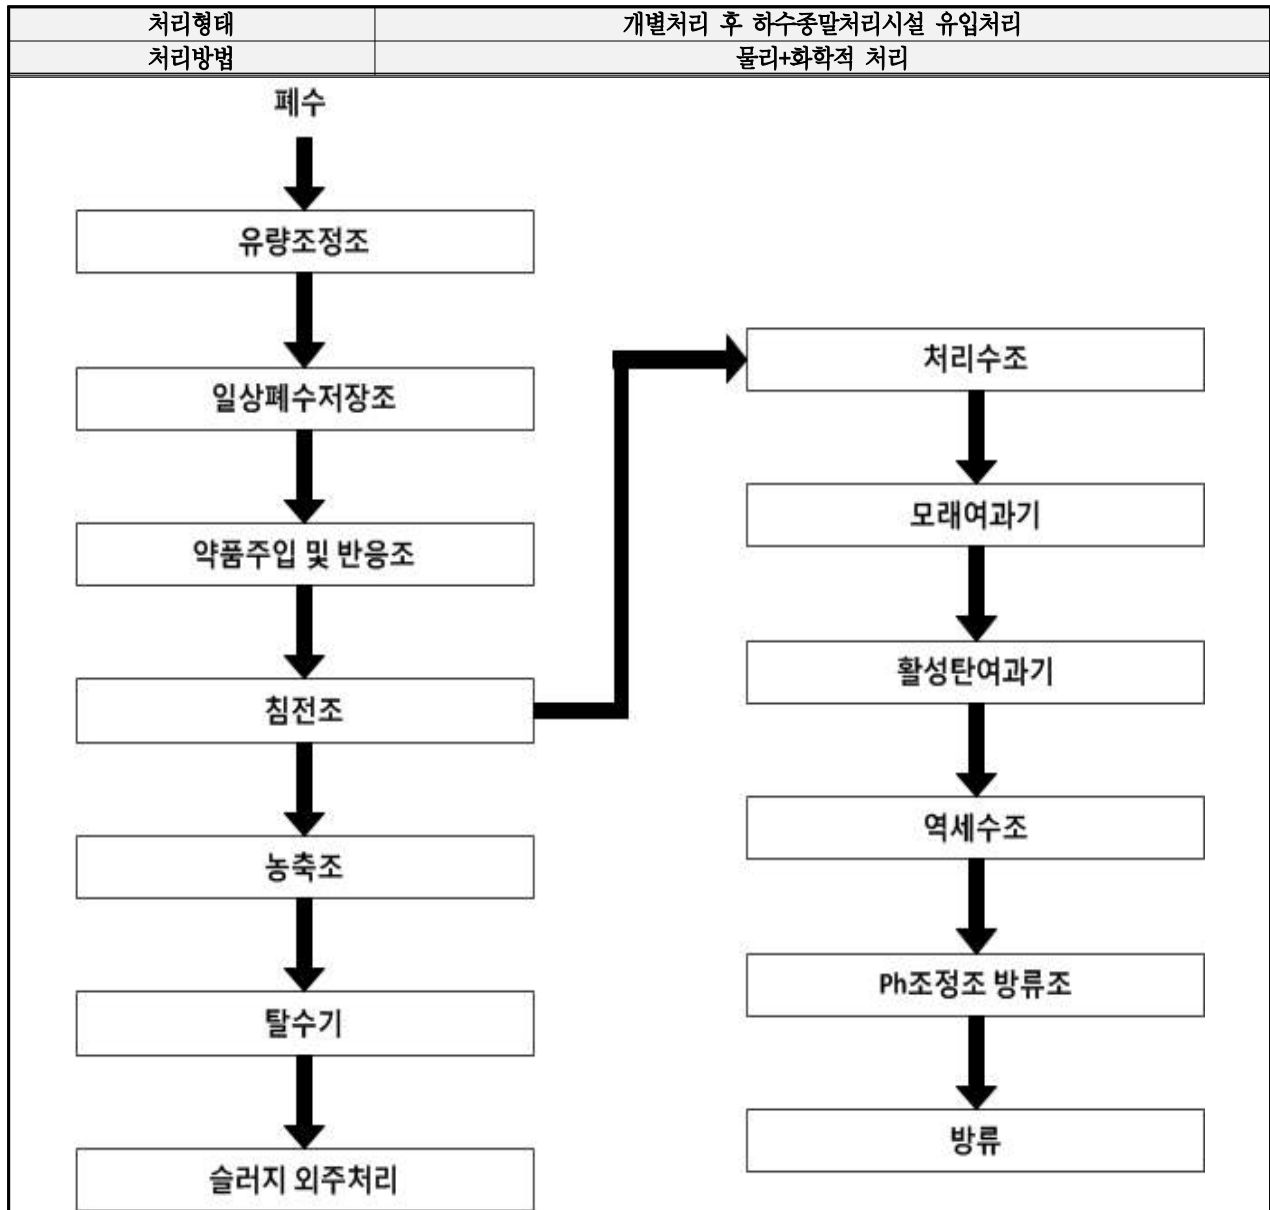 처리형태 개별처리 후 하수종말처리시설 유입처리
처리방법 물리+화학적 처리
폐수
유량조정조
일상폐수저장조
약품주입 및 반응조
침전조
농축조
탈수기
슬러지 외주처리
처리수조
모래여과기
활성탄여과기
역세수조
Ph조정조 방류조
방류